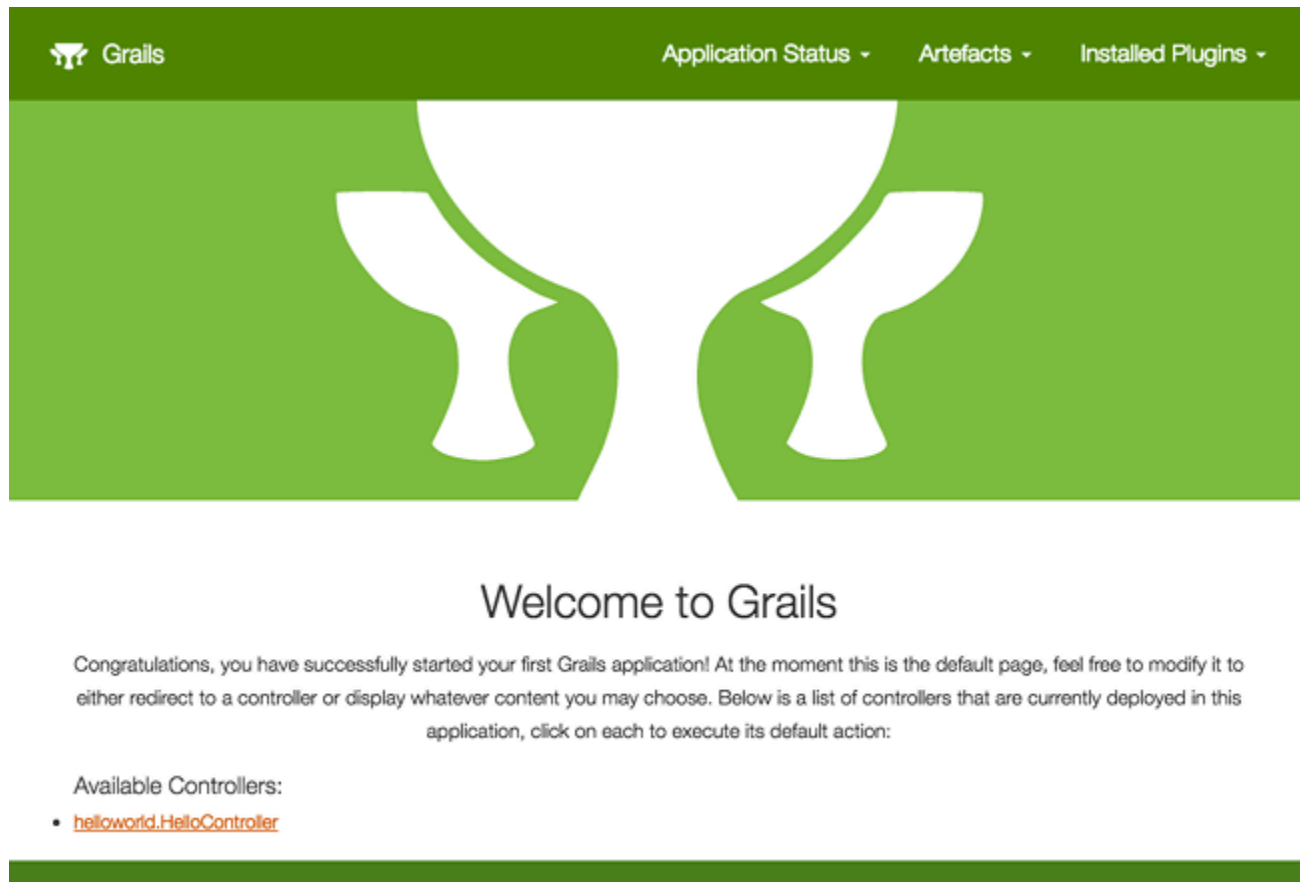 Grails
Application Status
Artefacts
Installed Plugins
Welcome to Grails
Congratulations, you have successfully started your first Grails application! At the moment this is the default page, feel free to modify it to
either redirect to a controller or display whatever content you may choose. Below is a list of controllers that are currently deployed in this
application, click on each to execute its default action:
Available Controllers:
helloworld.HelloController